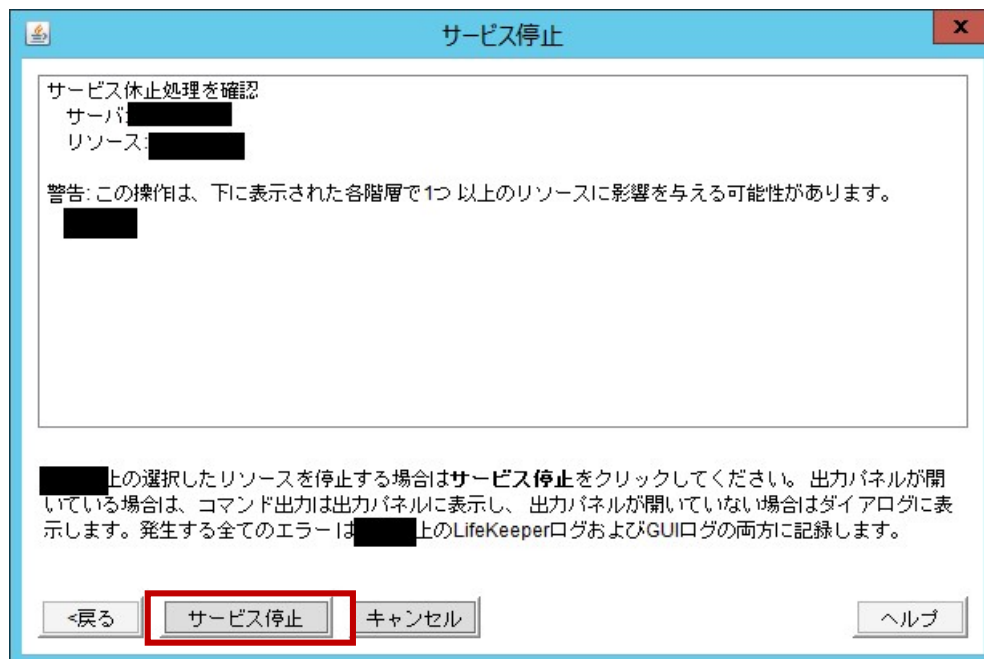 サービス停止
x
サービス休止処理を確認
サーバ:
リソース:
警告: この操作は、下に表示された各階層で1つ 以上のリソースに影響を与える可能性があります。
上の選択したリソースを停止する場合はサービス停止をクリックしてください。出力パネルが開
いている場合は、コマンド出力は出力パネルに表示し、出力パネルが開いていない場合はダイアログに表
示します。発生する全てのエラーは 上のLifeKeeperログおよびGUIログの両方に記録します。
<戻る サービス停止 キャンセル ヘルプ